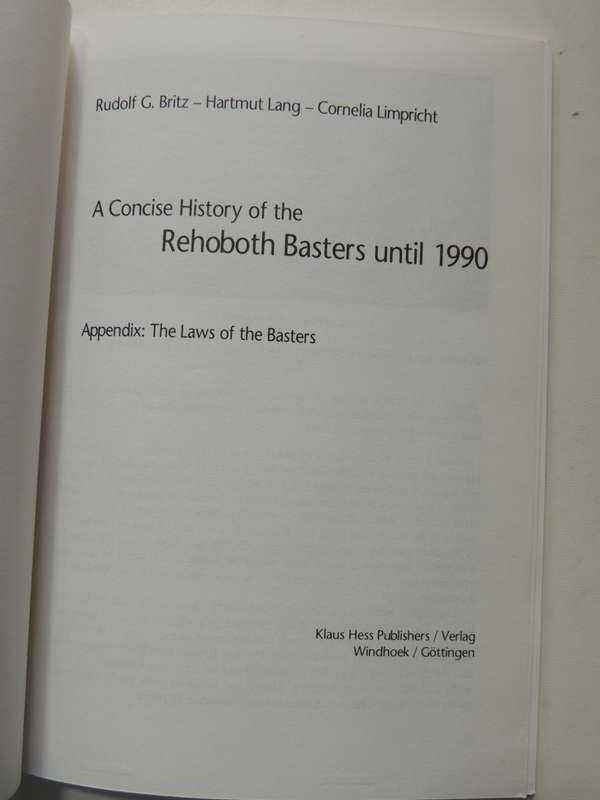 Rudolf G. Britz – Hartmut Lang – Cornelia Limpricht
A Concise History of the
Rehoboth Basters until 1990
Appendix: The Laws of the Basters
Klaus Hess Publishers / Verlag
Windhoek / Göttingen